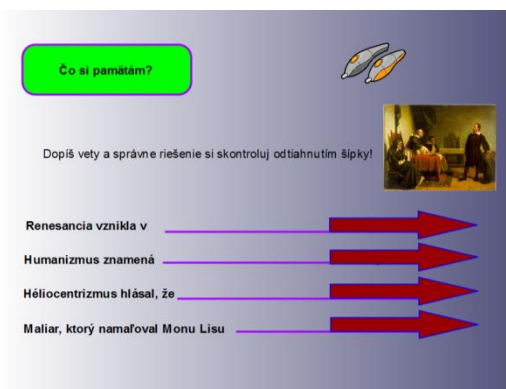 Čo si pamätám?
Dopíš vety a správne riešenie si skontroluj odtiahnutím šípky!
Renesancia vznikla v
Humanizmus znamená
Héliocentrizmus hlásal, že
Maliar, ktorý namaľoval Monu Lisu